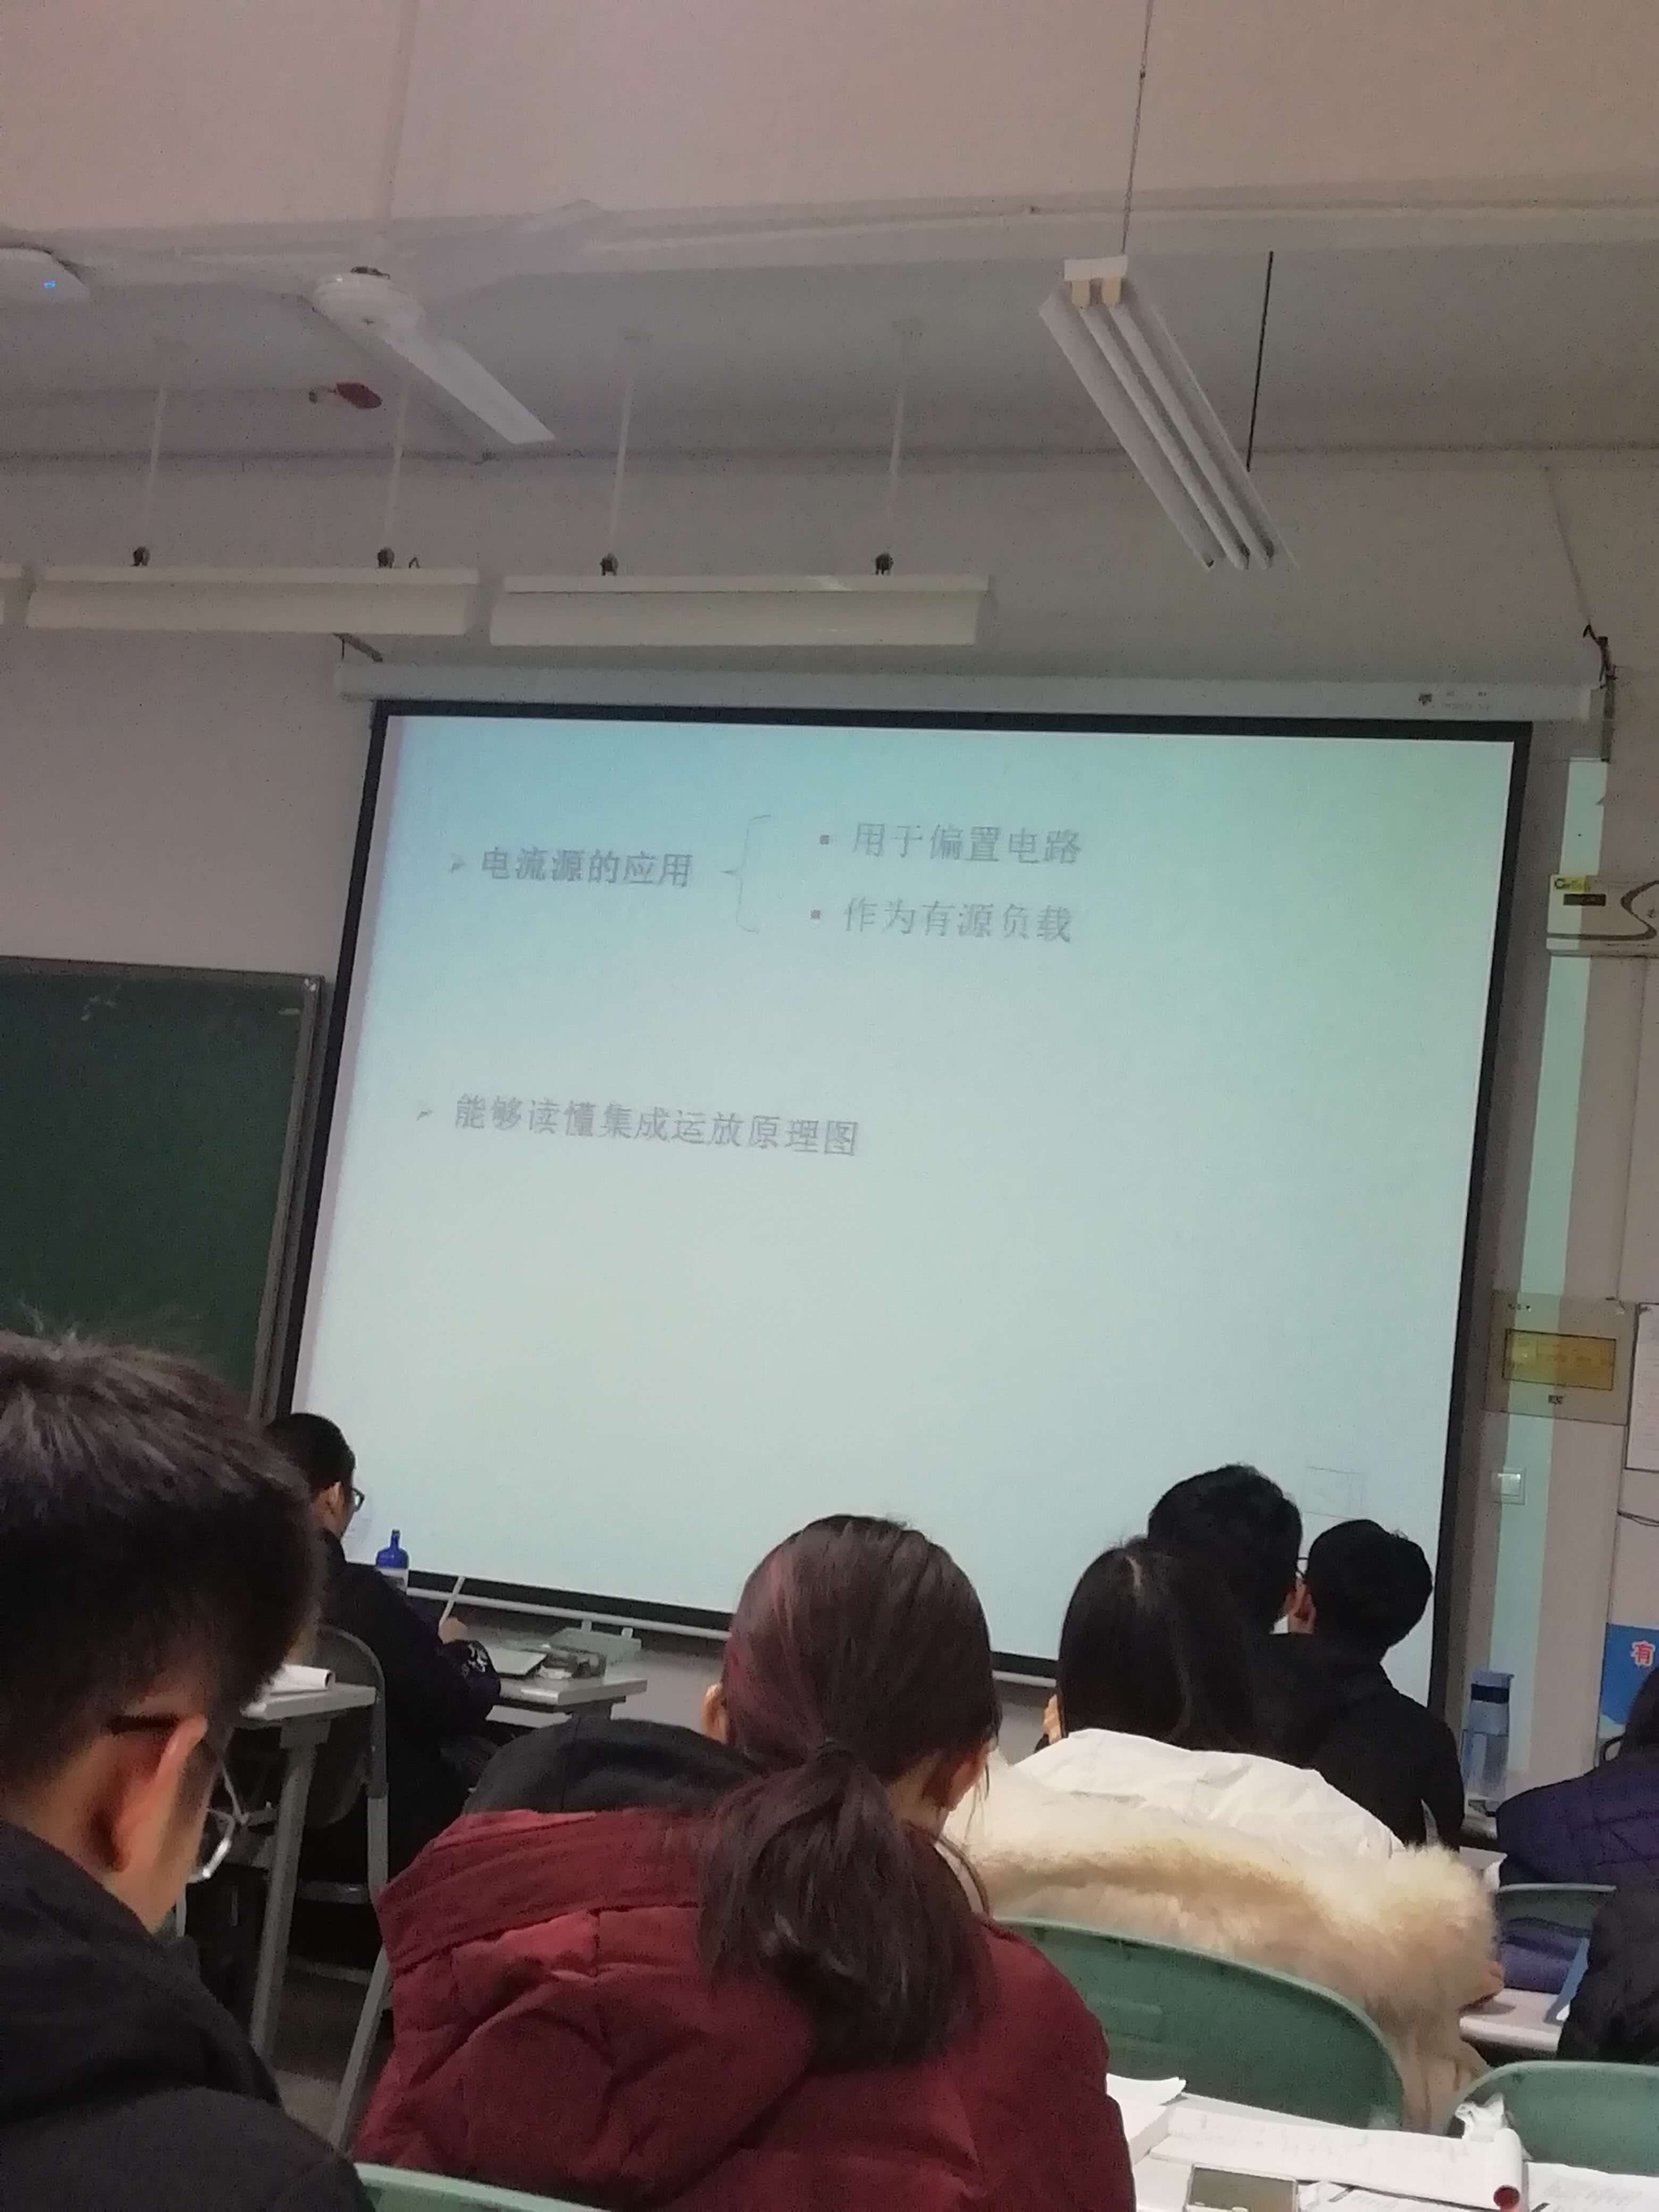 ➢ 电流源的应用
▪ 用于偏置电路
▪ 作为有源负载
➢ 能够读懂集成运放原理图
有